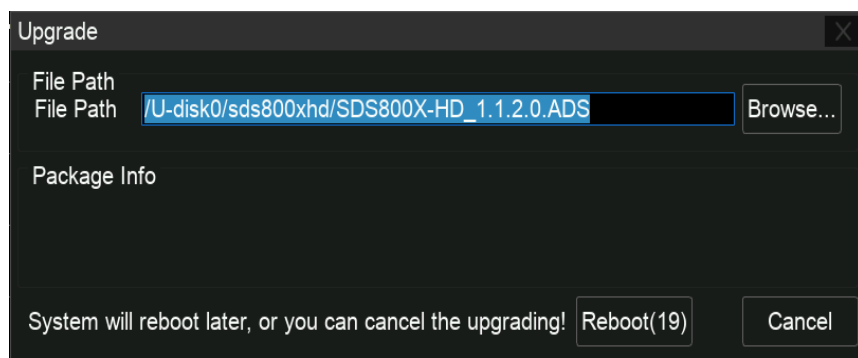 Upgrade X
File Path
File Path /U-disk0/sds800xhd/SDS800X-HD_1.1.2.0.ADS Browse...
Package Info
System will reboot later, or you can cancel the upgrading! Reboot(19) Cancel